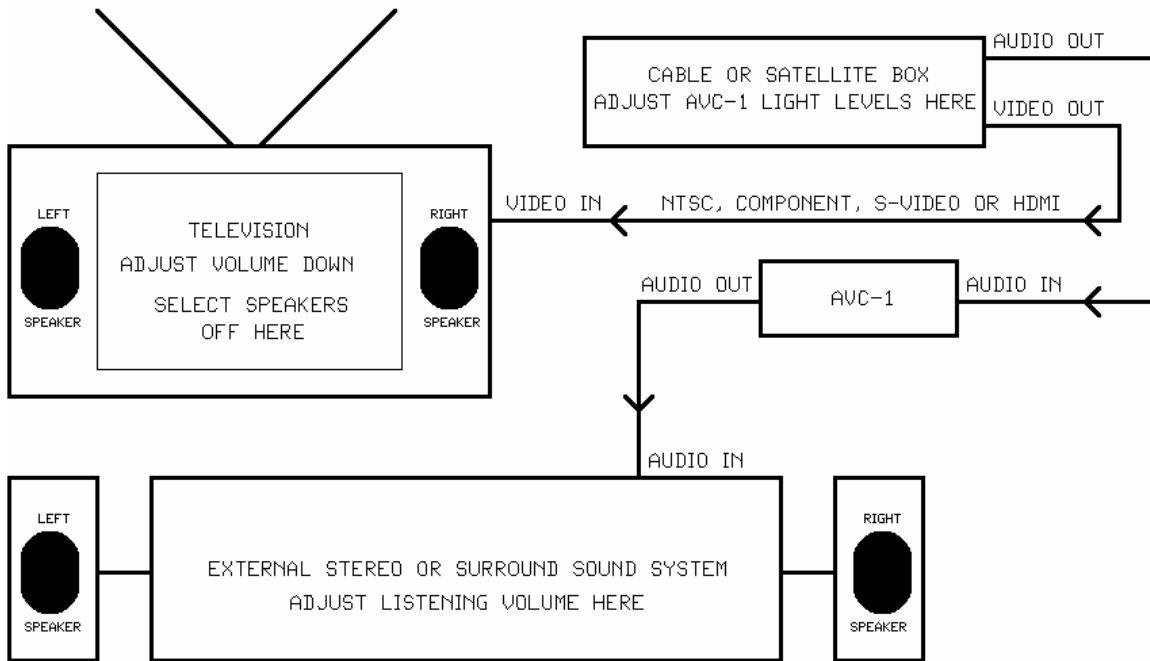 AUDIO OUT
CABLE OR SATELLITE BOX
ADJUST AVC-1 LIGHT LEVELS HERE
VIDEO OUT
VIDEO IN
NTSC, COMPONENT, S-VIDEO OR HDMI
LEFT
SPEAKER
TELEVISION
ADJUST VOLUME DOWN
SELECT SPEAKERS
OFF HERE
RIGHT
SPEAKER
AUDIO OUT
AVC-1
AUDIO IN
AUDIO IN
LEFT
SPEAKER
EXTERNAL STEREO OR SURROUND SOUND SYSTEM
ADJUST LISTENING VOLUME HERE
RIGHT
SPEAKER